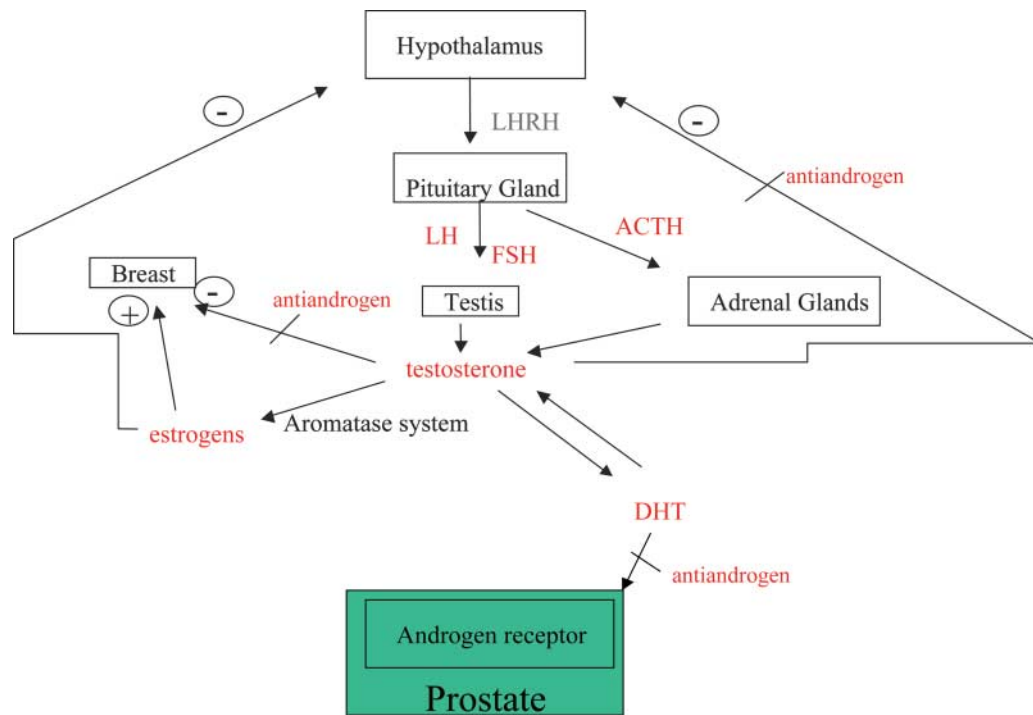 Hypothalamus
-
-
LHRH
Pituitary Gland
antiandrogen
LH
FSH
ACTH
Breast
-
+
antiandrogen
Testis
Adrenal Glands
testosterone
estrogens
Aromatase system
DHT
antiandrogen
Androgen receptor
Prostate